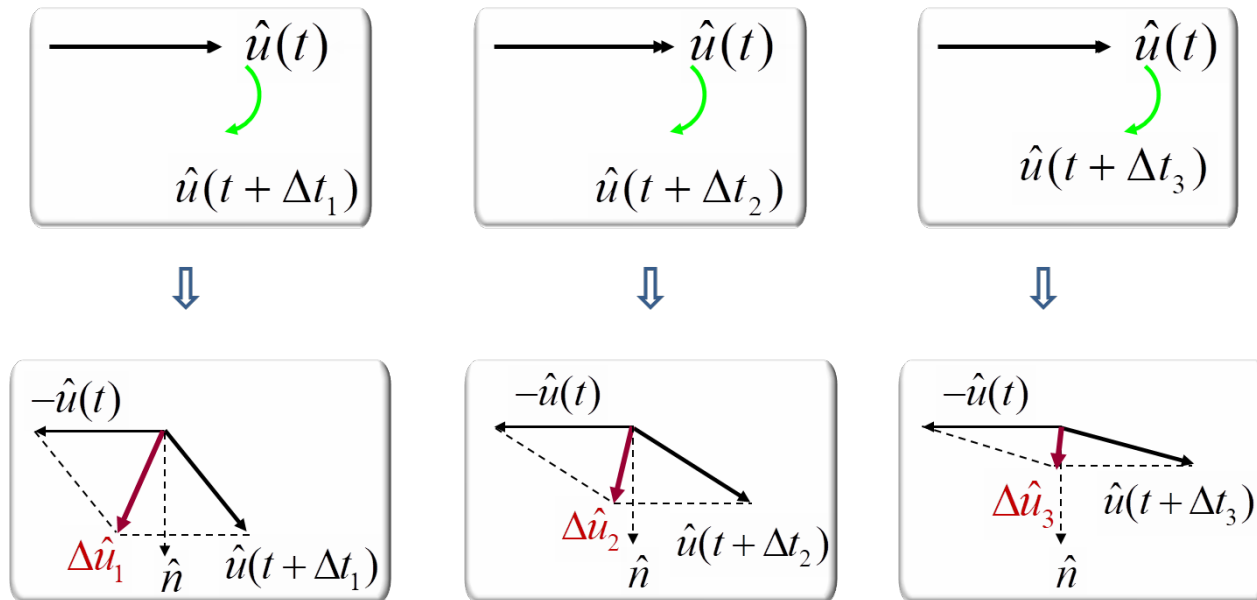 û(t)
û(t + Δt₁)
û(t)
û(t + Δt₂)
û(t)
û(t + Δt₃)
−û(t)
Δû₁
n̂
û(t + Δt₁)
−û(t)
Δû₂
n̂
û(t + Δt₂)
−û(t)
Δû₃
n̂
û(t + Δt₃)